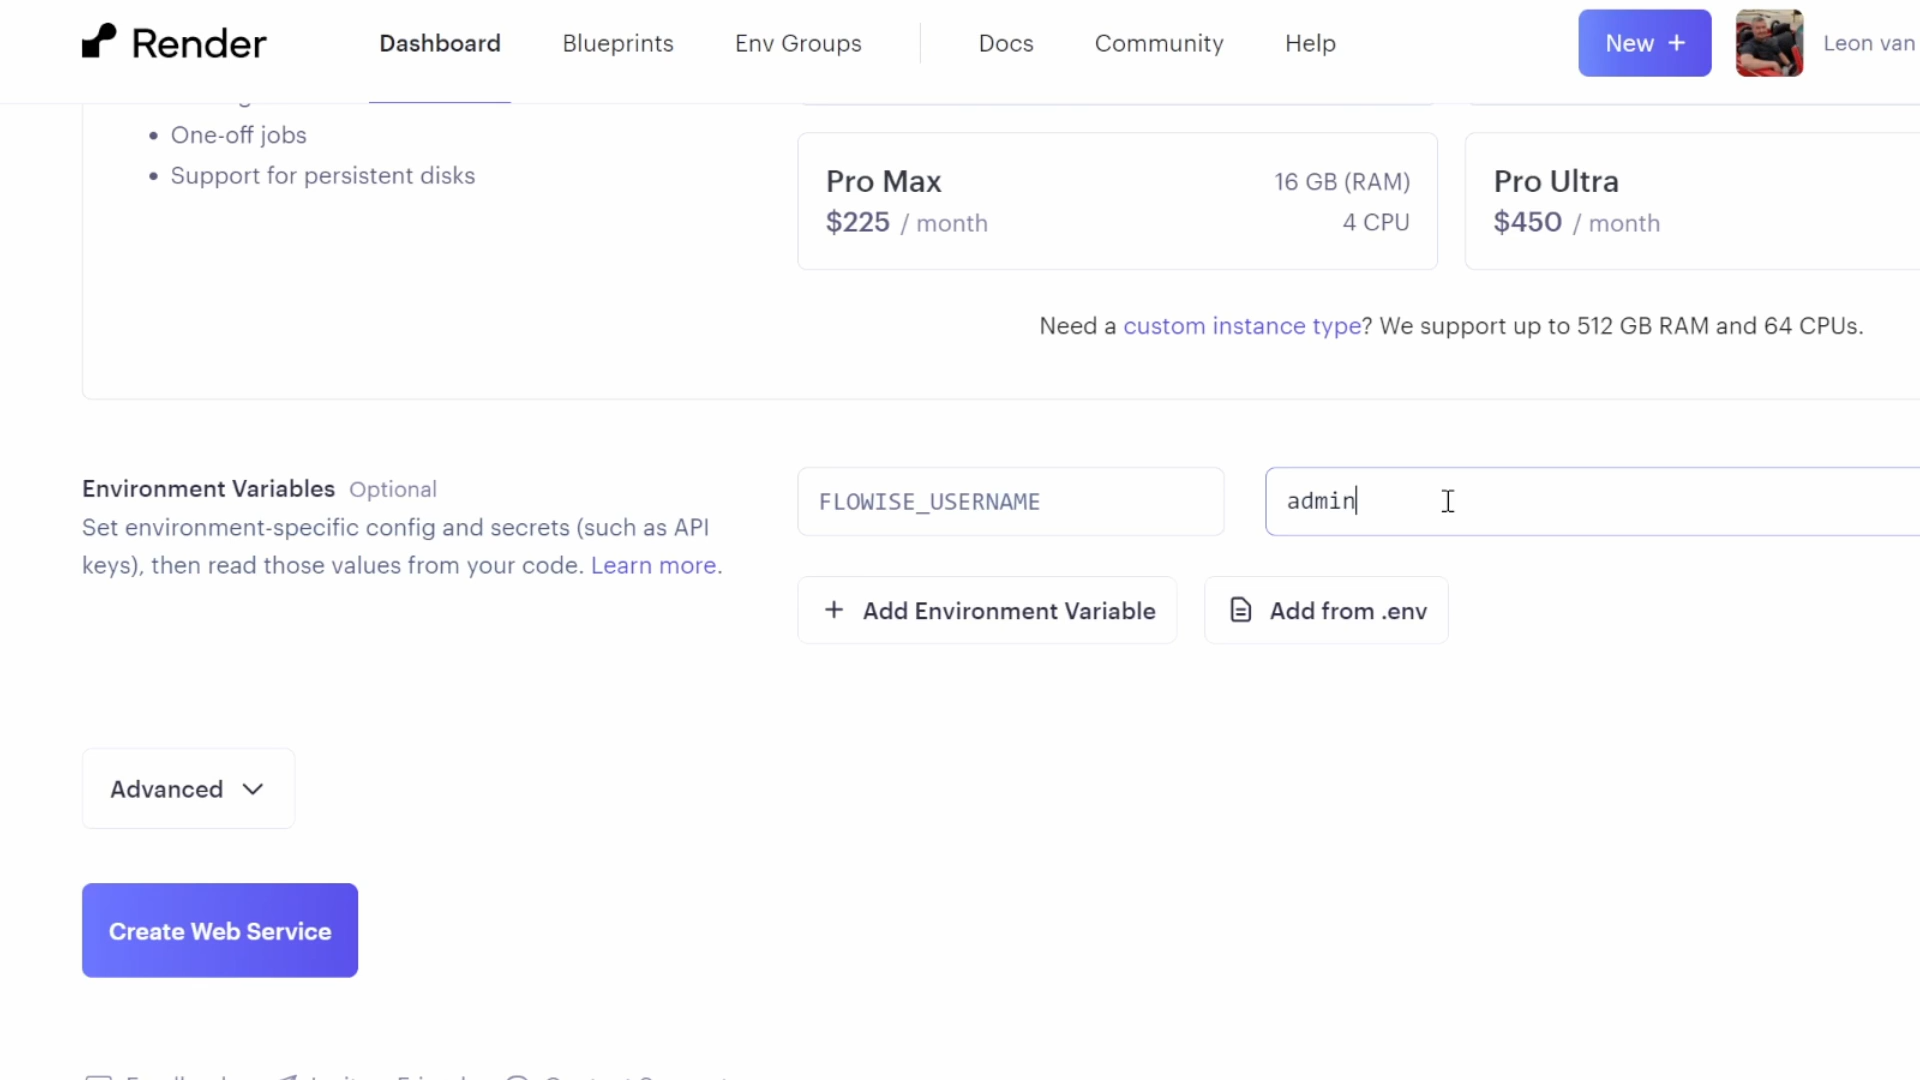 Render
Dashboard
Blueprints
Env Groups
Docs
Community
Help
New +
Leon van
One-off jobs
Support for persistent disks
Pro Max
16 GB (RAM)
$225 / month
4 CPU
Pro Ultra
$450 / month
Need a custom instance type? We support up to 512 GB RAM and 64 CPUs.
Environment Variables Optional
Set environment-specific config and secrets (such as API
keys), then read those values from your code. Learn more.
FLOWISE_USERNAME
admin
+ Add Environment Variable
Add from .env
Advanced
Create Web Service